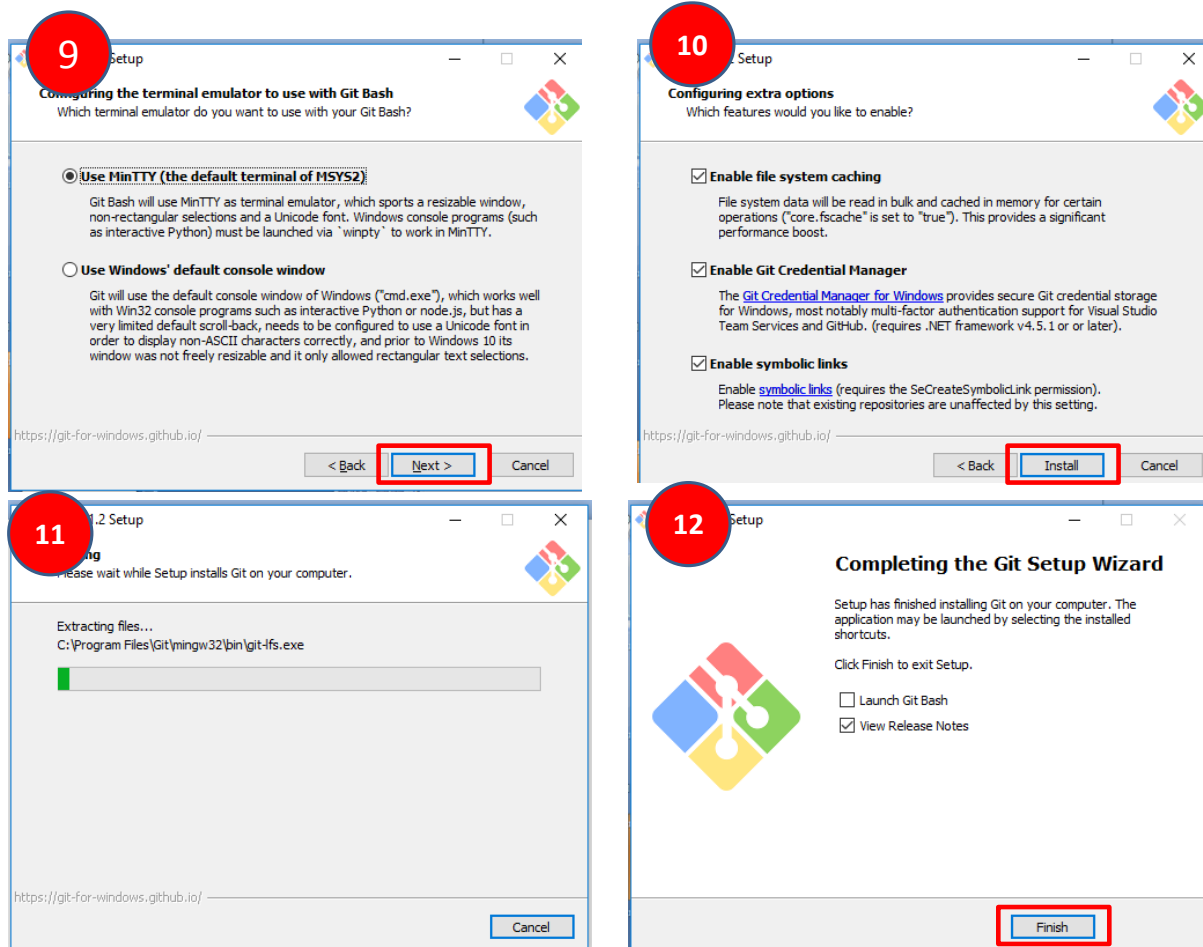 9
Setup
Configuring the terminal emulator to use with Git Bash
Which terminal emulator do you want to use with your Git Bash?
Use MinTTY (the default terminal of MSYS2)
Git Bash will use MinTTY as terminal emulator, which sports a resizable window,
non-rectangular selections and a Unicode font. Windows console programs (such
as interactive Python) must be launched via `winpty` to work in MinTTY.
Use Windows' default console window
Git will use the default console window of Windows ("cmd.exe"), which works well
with Win32 console programs such as interactive Python or node.js, but has a
very limited default scroll-back, needs to be configured to use a Unicode font in
order to display non-ASCII characters correctly, and prior to Windows 10 its
window was not freely resizable and it only allowed rectangular text selections.
https://git-for-windows.github.io/
< Back Next > Cancel
10
2 Setup
Configuring extra options
Which features would you like to enable?
Enable file system caching
File system data will be read in bulk and cached in memory for certain
operations ("core.fscache" is set to "true"). This provides a significant
performance boost.
Enable Git Credential Manager
The Git Credential Manager for Windows provides secure Git credential storage
for Windows, most notably multi-factor authentication support for Visual Studio
Team Services and GitHub. (requires .NET framework v4.5.1 or or later).
Enable symbolic links
Enable symbolic links (requires the SeCreateSymbolicLink permission).
Please note that existing repositories are unaffected by this setting.
https://git-for-windows.github.io/
< Back Install Cancel
11
1.2 Setup
ng
Please wait while Setup installs Git on your computer.
Extracting files...
C:\Program Files\Git\mingw32\bin\git-lfs.exe
https://git-for-windows.github.io/
Cancel
12
Setup
Completing the Git Setup Wizard
Setup has finished installing Git on your computer. The
application may be launched by selecting the installed
shortcuts.
Click Finish to exit Setup.
Launch Git Bash
View Release Notes
Finish